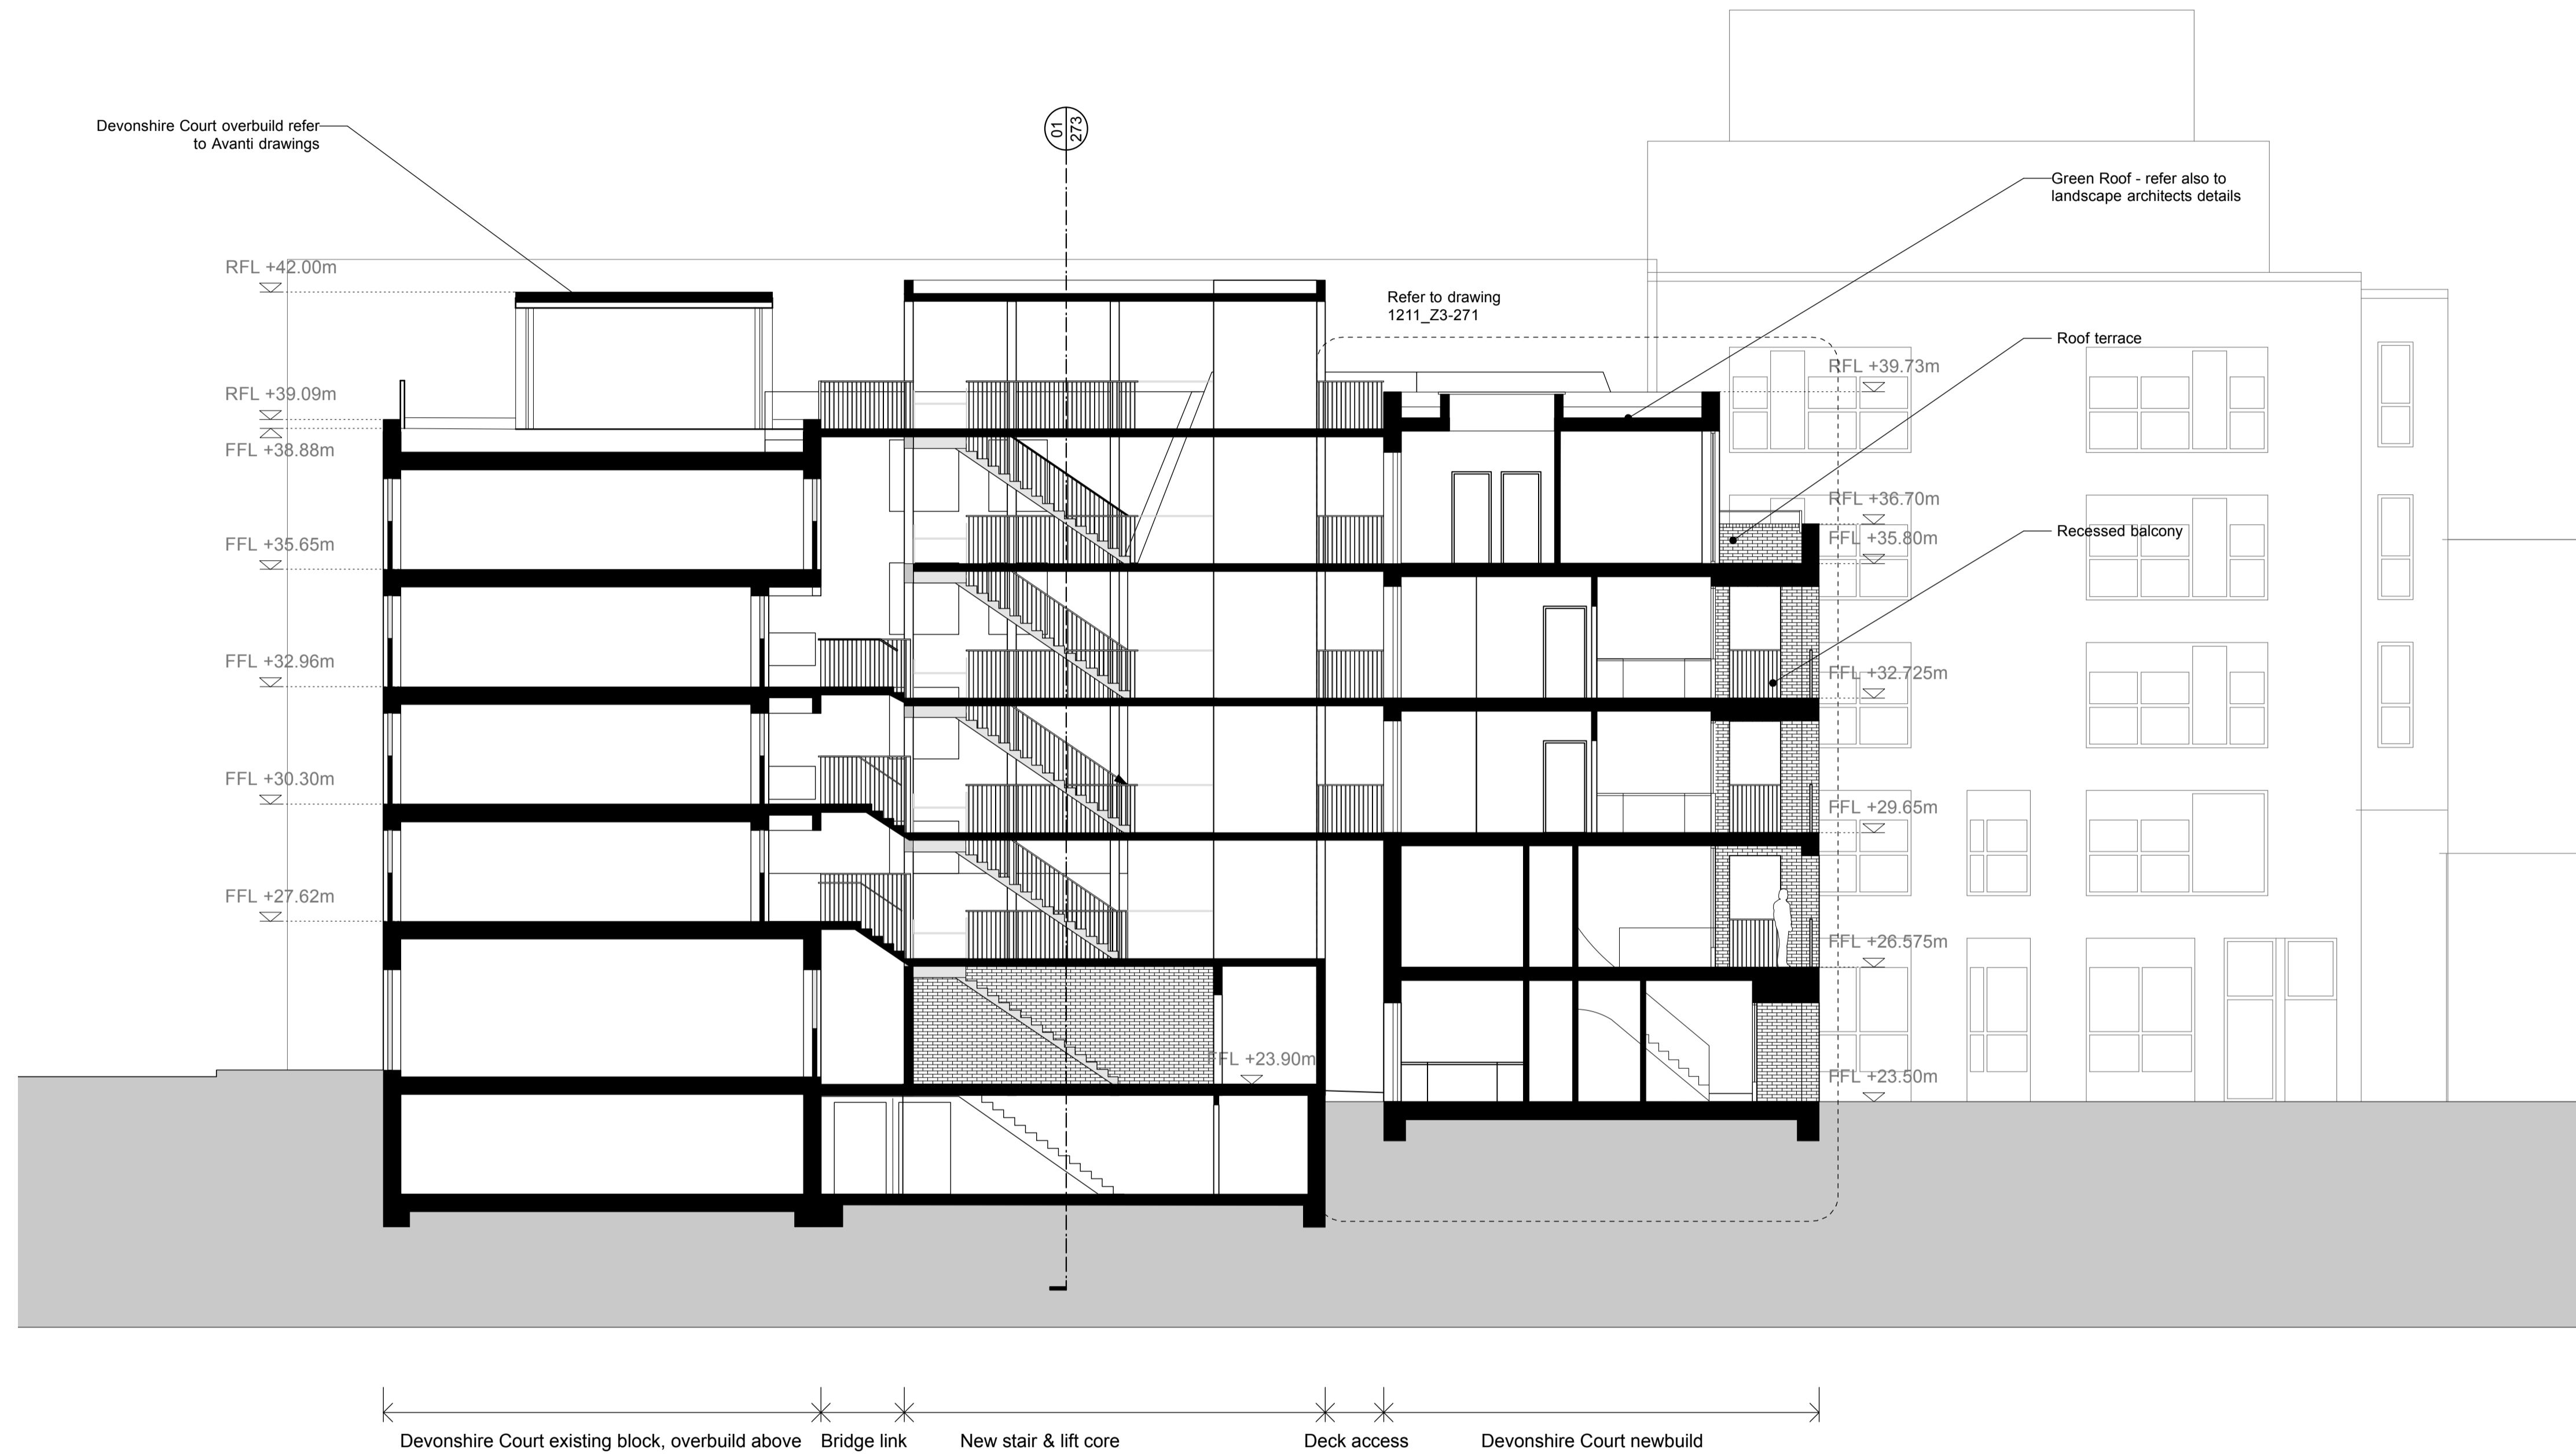 01
273
Devonshire Court overbuild refer
to Avanti drawings
Green Roof - refer also to
landscape architects details
RFL +42.00m
Refer to drawing
1211_Z3-271
Roof terrace
RFL +39.73m
RFL +39.09m
FFL +38.88m
RFL +36.70m
Recessed balcony
FFL +35.80m
FFL +35.65m
FFL +32.96m
FFL +32.725m
FFL +30.30m
FFL +29.65m
FFL +27.62m
FFL +26.575m
FFL +23.90m
FFL +23.50m
Devonshire Court existing block, overbuild above
Bridge link
New stair & lift core
Deck access
Devonshire Court newbuild